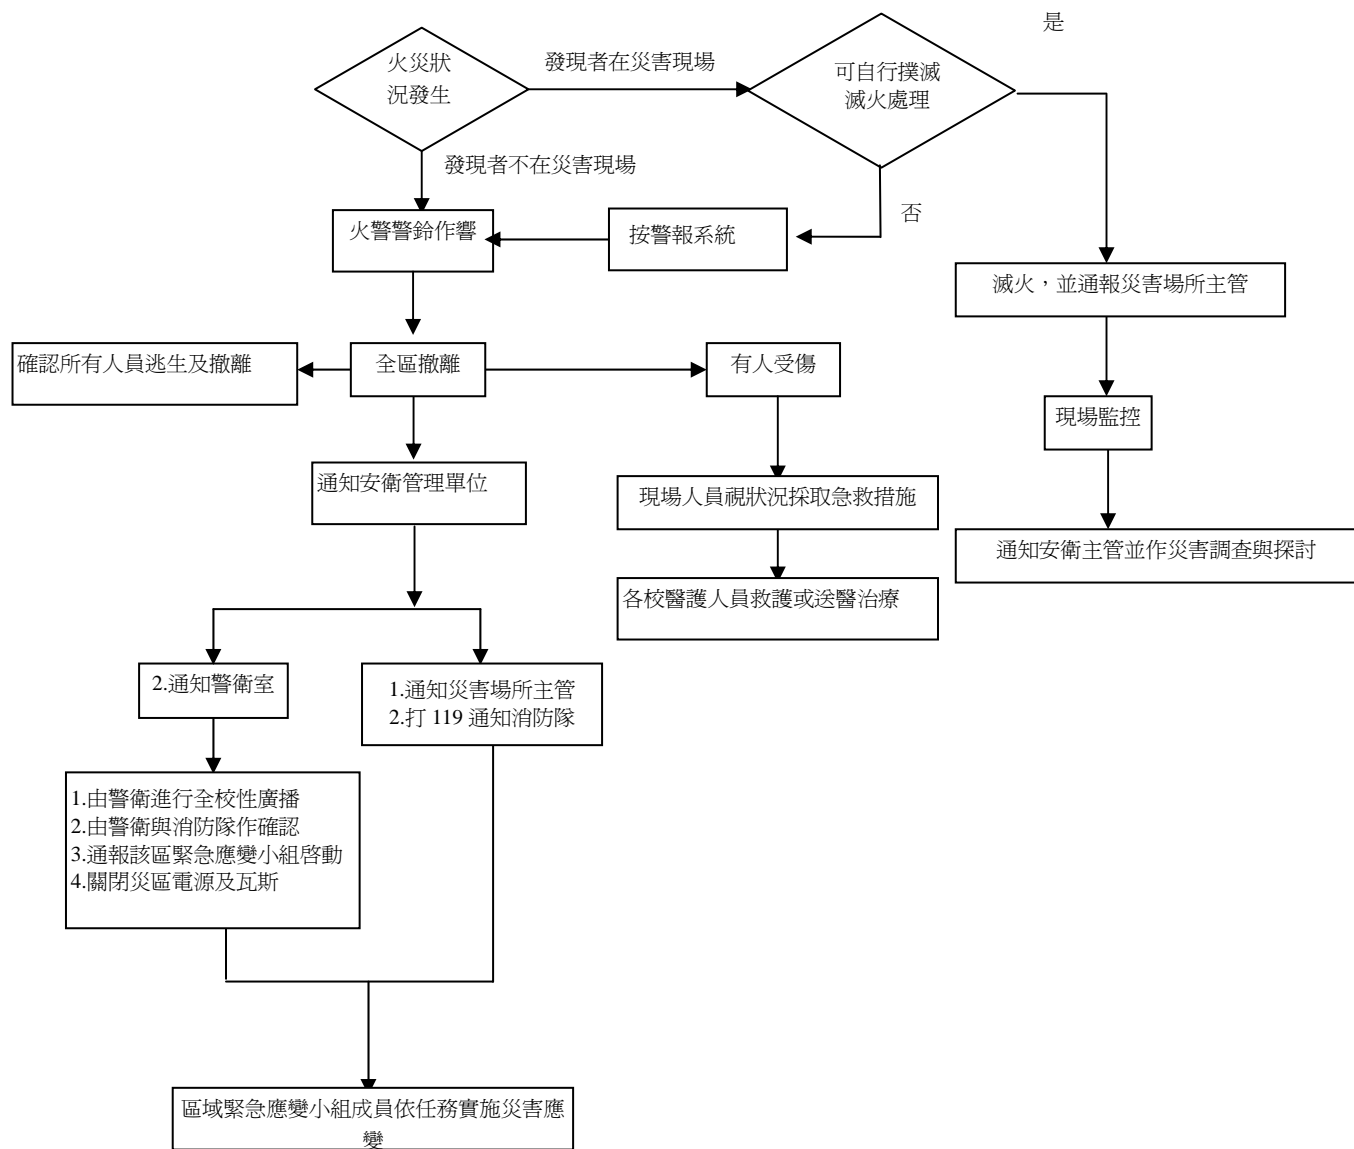 是
火災狀
況發生
發現者在災害現場
可自行撲滅
滅火處理
發現者不在災害現場
否
火警警鈴作響
按警報系統
滅火，並通報災害場所主管
確認所有人員逃生及撤離
全區撤離
有人受傷
現場監控
通知安衛管理單位
現場人員視狀況採取急救措施
通知安衛主管並作災害調查與探討
各校醫護人員救護或送醫治療
2.通知警衛室
1.通知災害場所主管
2.打 119 通知消防隊
1.由警衛進行全校性廣播
2.由警衛與消防隊作確認
3.通報該區緊急應變小組啓動
4.關閉災區電源及瓦斯
區域緊急應變小組成員依任務實施災害應
變